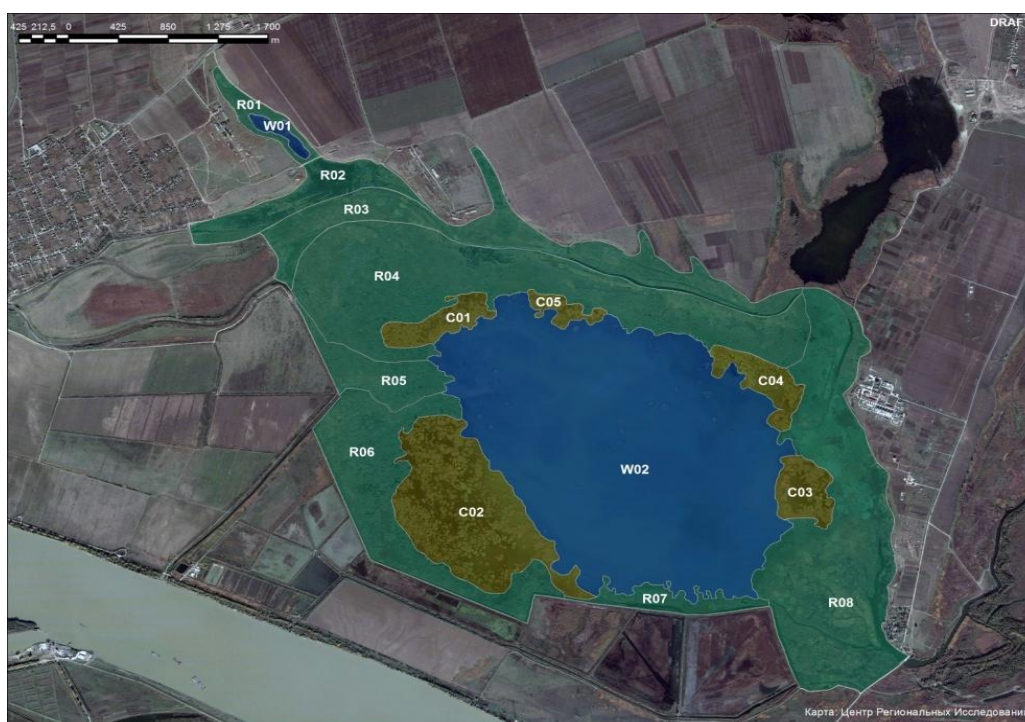 425 212,5 0 425 850 1 275 1 700
m
DRAF
R01
W01
R02
R03
R04
C05
C01
C04
R05
R06
W02
C03
C02
R07
R08
Карта: Центр Региональных Исследовани